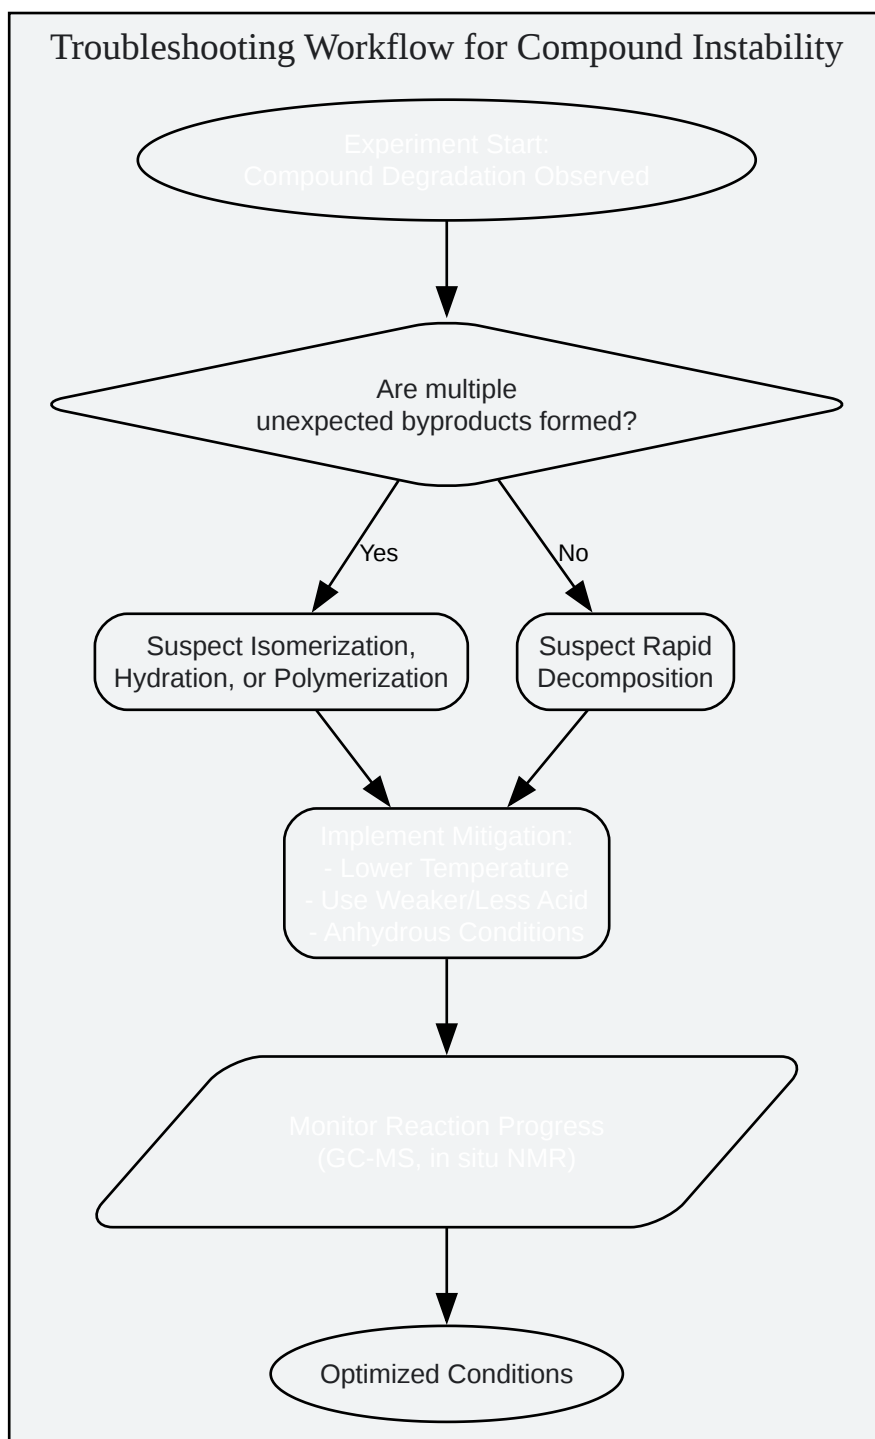 Troubleshooting Workflow for Compound Instability
Experiment Start:
Compound Degradation Observed
Are multiple
unexpected byproducts formed?
Yes
No
Suspect Isomerization,
Hydration, or Polymerization
Suspect Rapid
Decomposition
Implement Mitigation:
- Lower Temperature
- Use Weaker/Less Acid
- Anhydrous Conditions
Monitor Reaction Progress
(GC-MS, in situ NMR)
Optimized Conditions